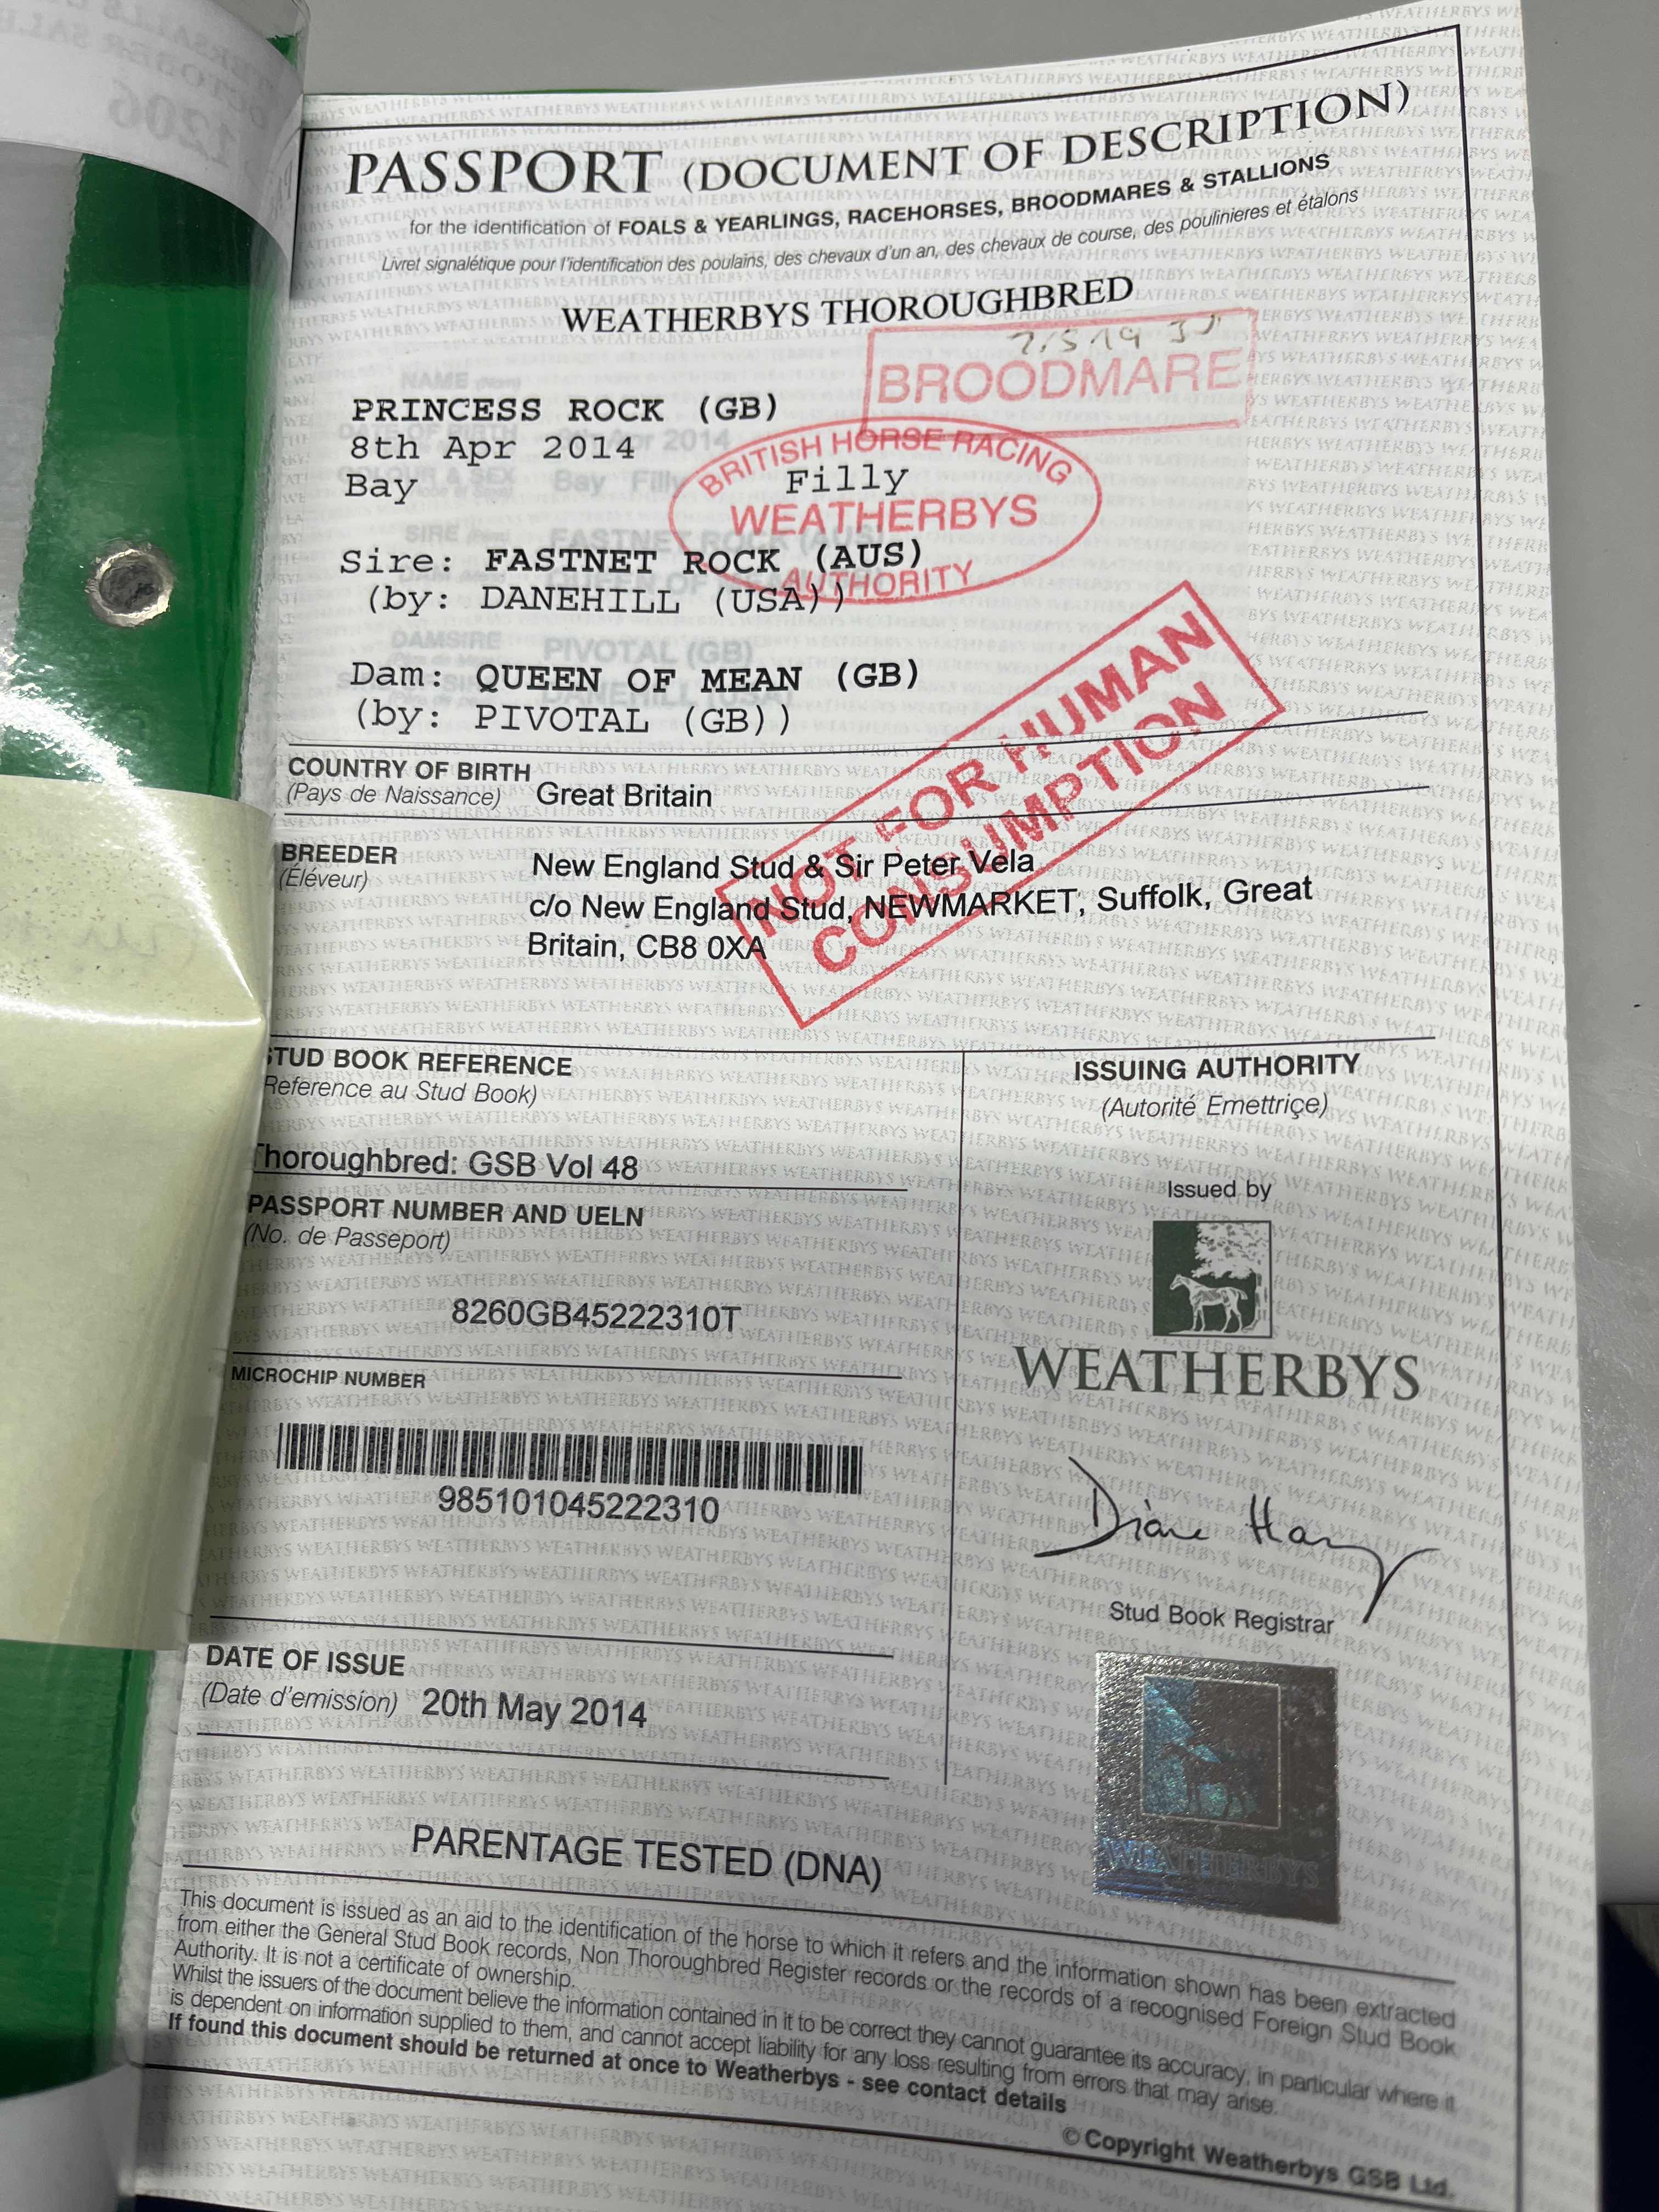 1206
PASSPORT (DOCUMENT OF DESCRIPTION)
for the identification of FOALS & YEARLINGS, RACEHORSES, BROODMARES & STALLIONS
Livret signalétique pour l'identification des poulains, des chevaux d'un an, des chevaux de course, des poulinieres et étalons
WEATHERBYS THOROUGHBRED
BROODMARE
PRINCESS ROCK (GB)
8th Apr 2014
Bay Filly
BRITISH HORSE RACING
WEATHERBYS
AUTHORITY
Sire: FASTNET ROCK (AUS)
(by: DANEHILL (USA))
Dam: QUEEN OF MEAN (GB)
(by: PIVOTAL (GB))
NOT FOR HUMAN
CONSUMPTION
COUNTRY OF BIRTH
(Pays de Naissance) Great Britain
BREEDER
(Éléveur)
New England Stud & Sir Peter Vela
c/o New England Stud, NEWMARKET, Suffolk, Great
Britain, CB8 0XA
STUD BOOK REFERENCE
(Reference au Stud Book)
Thoroughbred: GSB Vol 48
PASSPORT NUMBER AND UELN
(No. de Passeport)
8260GB45222310T
MICROCHIP NUMBER
985101045222310
DATE OF ISSUE
(Date d'emission) 20th May 2014
ISSUING AUTHORITY
(Autorité Emettriçe)
Issued by
WEATHERBYS
Stud Book Registrar
WEATHERBYS
PARENTAGE TESTED (DNA)
This document is issued as an aid to the identification of the horse to which it refers and the information shown has been extracted
from either the General Stud Book records, Non Thoroughbred Register records or the records of a recognised Foreign Stud Book
Authority. It is not a certificate of ownership.
Whilst the issuers of the document believe the information contained in it to be correct they cannot guarantee its accuracy, in particular where it
is dependent on information supplied to them, and cannot accept liability for any loss resulting from errors that may arise.
If found this document should be returned at once to Weatherbys - see contact details
© Copyright Weatherbys GSB Ltd.